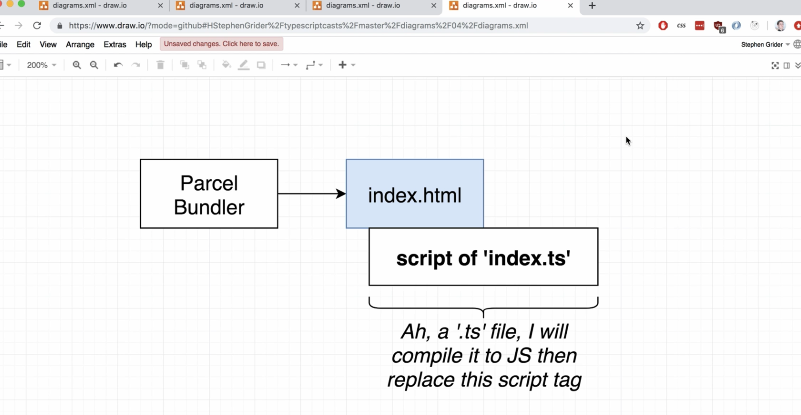 diagrams.xml - draw.io
diagrams.xml - draw.io
diagrams.xml - draw.io
diagrams.xml - draw.io
https://www.draw.io/?mode=github#HStephenGrider%2Ftypescriptcasts%2Fmaster%2Fdiagrams%2F04%2Fdiagrams.xml
Edit View Arrange Extras Help Unsaved changes. Click here to save.
Stephen Grider
200%
Parcel
Bundler
index.html
script of 'index.ts'
Ah, a '.ts' file, I will
compile it to JS then
replace this script tag